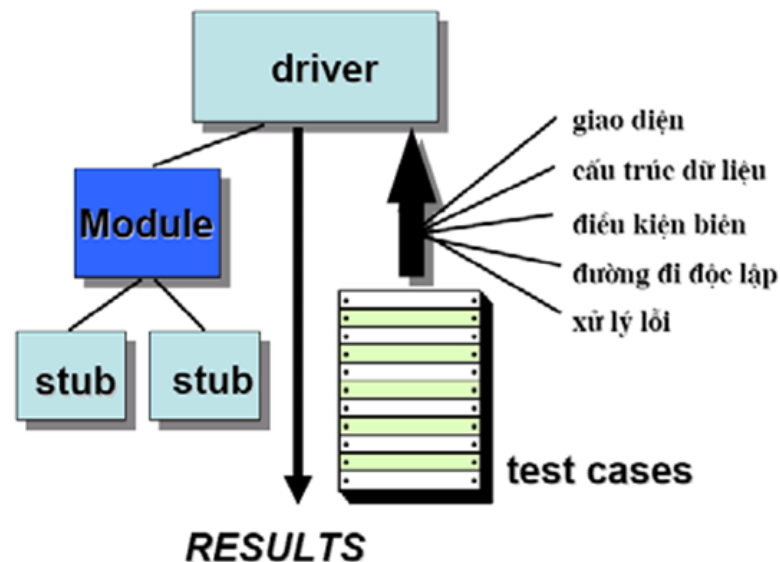 driver
giao diện
cấu trúc dữ liệu
Module
điều kiện biên
đường đi độc lập
xử lý lỗi
stub
stub
test cases
RESULTS